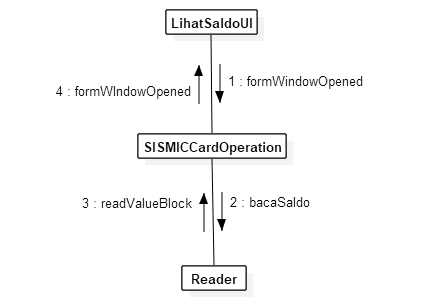 LihatSaldoUI
4 : formWIndowOpened
1 : formWindowOpened
SISMICCardOperation
3 : readValueBlock
2 : bacaSaldo
Reader